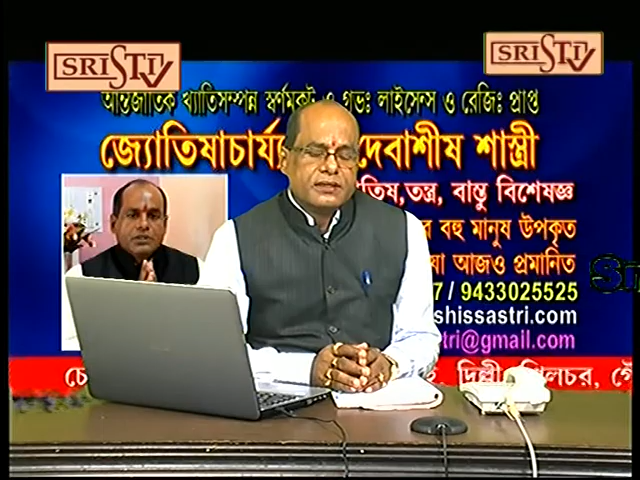 SRISTI TV
SRISTI TV
আন্তর্জাতিক খ্যাতিসম্পন্ন স্বর্ণমুকুট ও গভঃ লাইসেন্স ও রেজিঃ প্রাপ্ত
জ্যোতিষাচার্য্য দেবাশীষ শাস্ত্রী
তিষ,তন্ত্র, বাস্তু বিশেষজ্ঞ
র বহু মানুষ উপকৃত
যা আজও প্রমানিত
7 / 9433025525
shissastri.com
tri@gmail.com
দিল্লী, শিলচর,